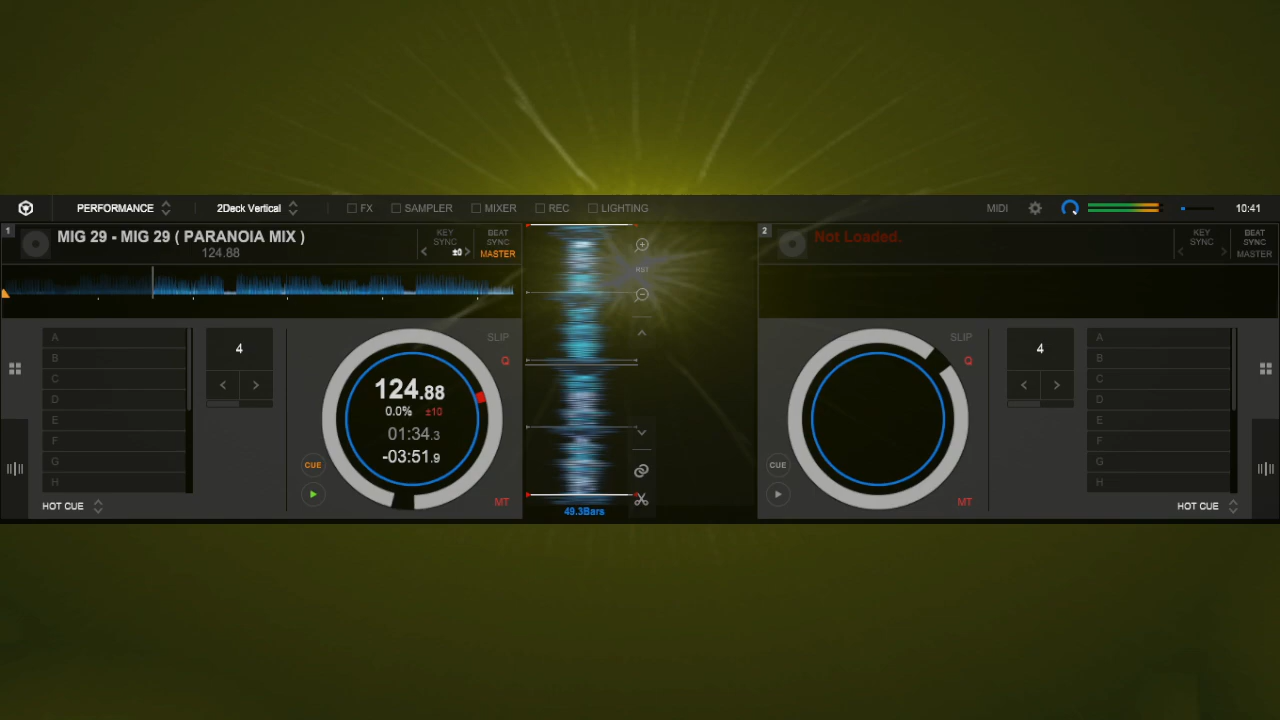 PERFORMANCE
2Deck Vertical
FX
SAMPLER
MIXER
REC
LIGHTING
MIDI
10:41
1
MIG 29 - MIG 29 ( PARANOIA MIX )
124.88
KEY
SYNC
±0
BEAT
SYNC
MASTER
RST
2
Not Loaded.
KEY
SYNC
BEAT
SYNC
MASTER
A
B
C
D
E
F
G
H
HOT CUE
4
SLIP
Q
124.88
0.0% ±10
01:34.3
-03:51.9
CUE
MT
49.3Bars
SLIP
Q
CUE
MT
4
A
B
C
D
E
F
G
H
HOT CUE